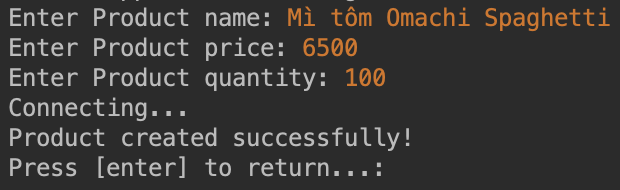 Enter Product name: Mì tôm Omachi Spaghetti
Enter Product price: 6500
Enter Product quantity: 100
Connecting...
Product created successfully!
Press [enter] to return...: